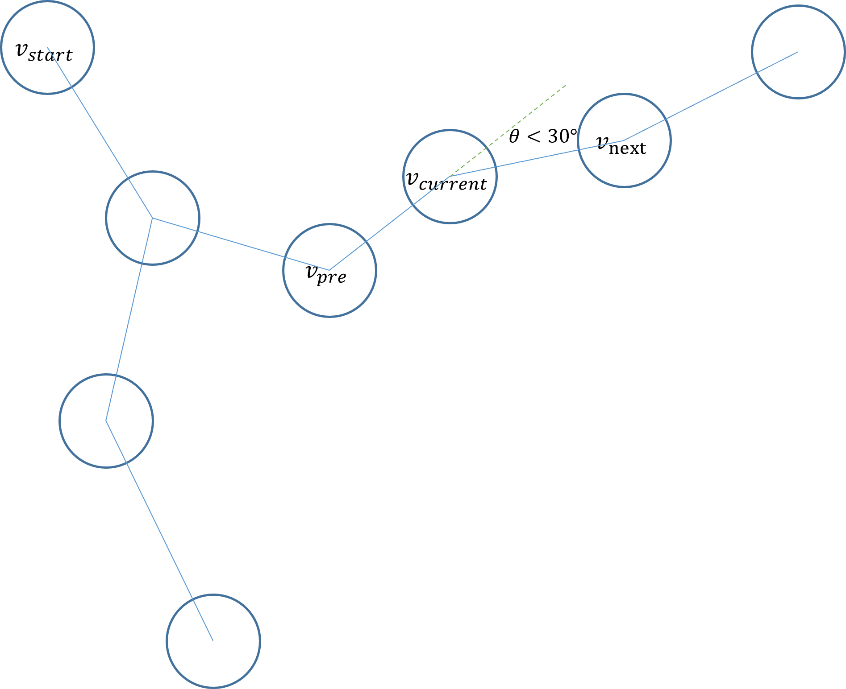 v_start
θ < 30°
v_next
v_current
v_pre